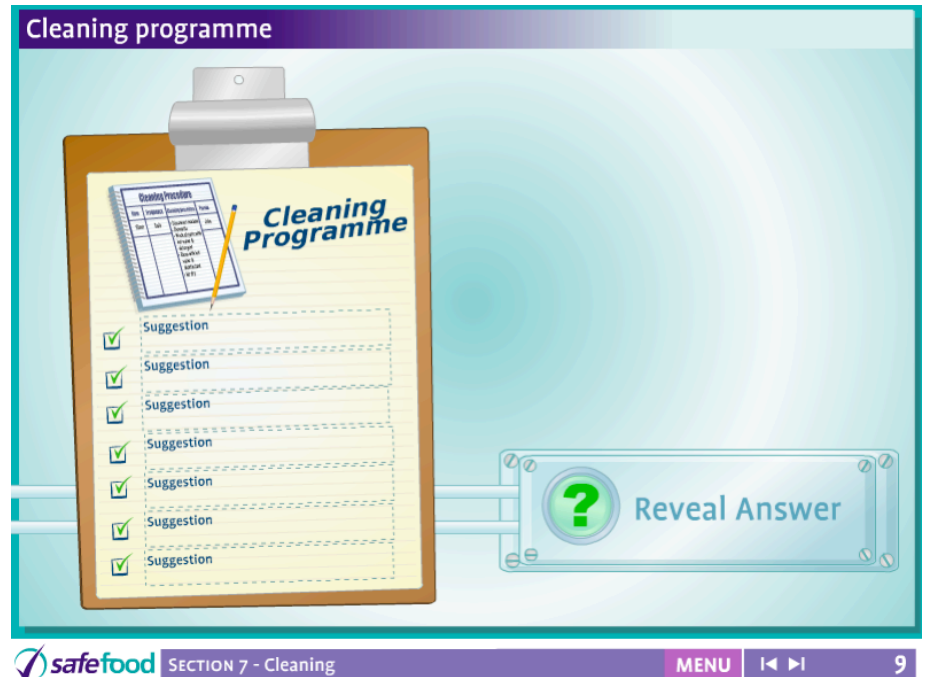 Cleaning programme
Cleaning Procedure
Cleaning
Programme
Suggestion
Suggestion
Suggestion
Suggestion
Suggestion
Suggestion
Suggestion
?
Reveal Answer
safefood SECTION 7 - Cleaning MENU 9